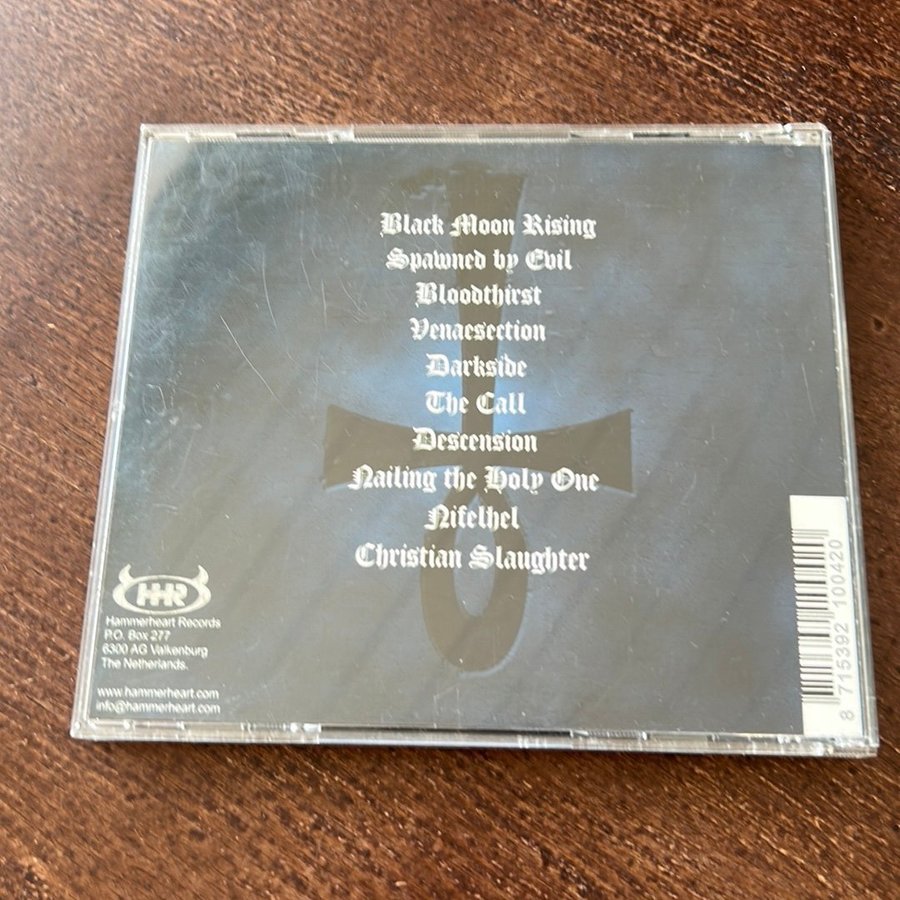 Black Moon Rising
Spawned by Evil
Bloodthirst
Venaesection
Darkside
The Call
Descension
Nailing the Holy One
Nifelhel
Christian Slaughter
HHR
Hammerheart Records
P.O. Box 277
6300 AG Valkenburg
The Netherlands.
www.hammerheart.com
info@hammerheart.com
8 715392 100420